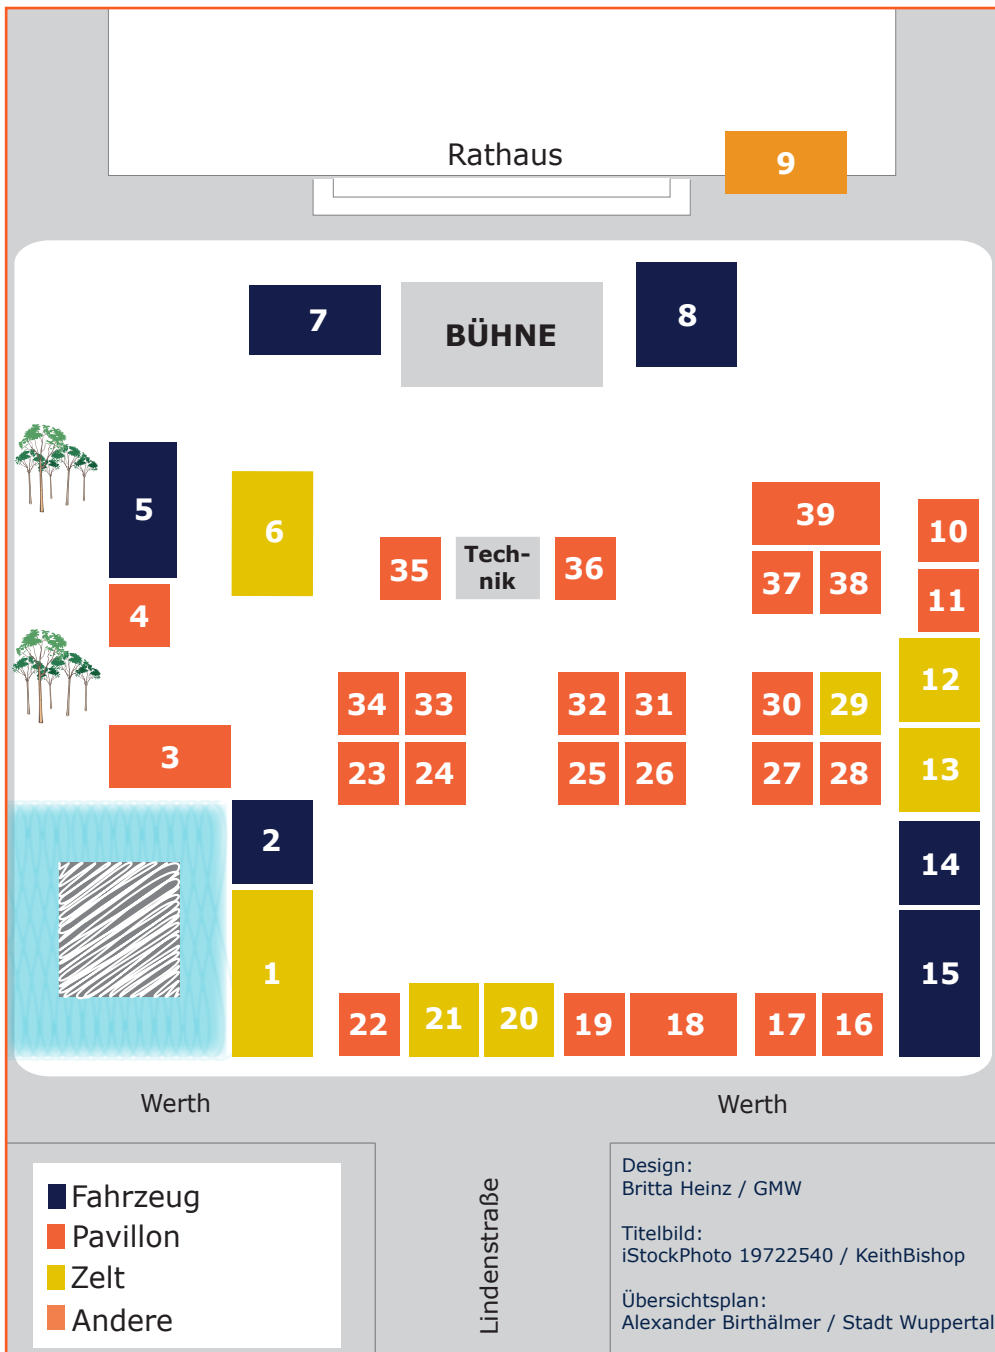 Rathaus
9
7
BÜHNE
8
5
6
39
10
35
Tech-
nik
36
37
38
11
4
12
34
33
32
31
30
29
3
23
24
25
26
27
28
13
2
14
1
15
22
21
20
19
18
17
16
Werth
Werth
Fahrzeug
Pavillon
Zelt
Andere
Lindenstraße
Design:
Britta Heinz / GMW
Titelbild:
iStockPhoto 19722540 / KeithBishop
Übersichtsplan:
Alexander Birthälmer / Stadt Wuppertal